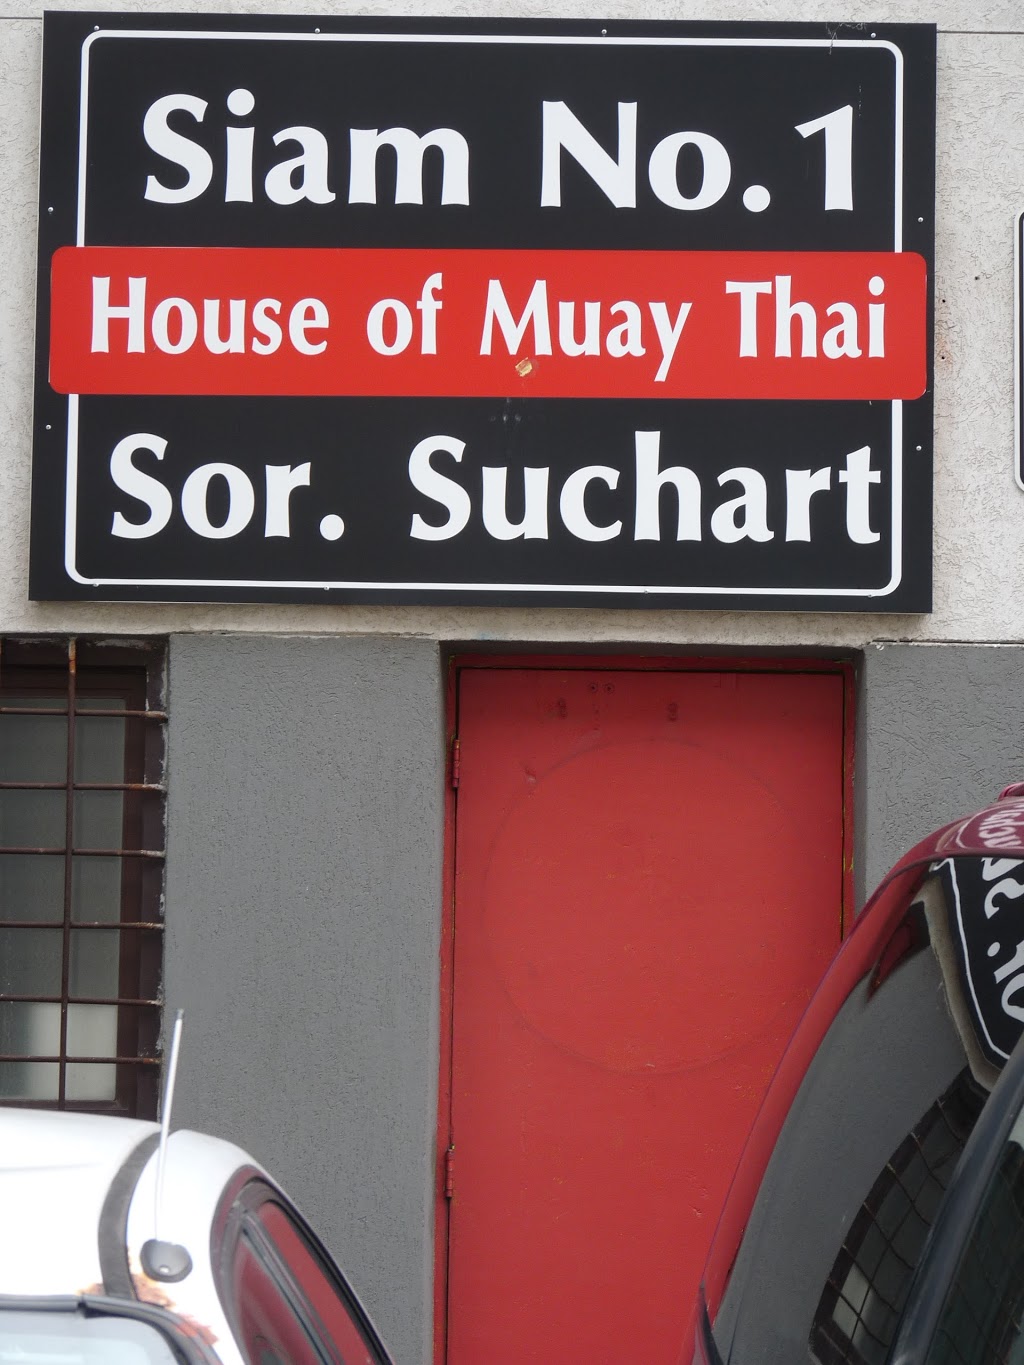 Siam No. 1
House of Muay Thai
Sor. Suchart